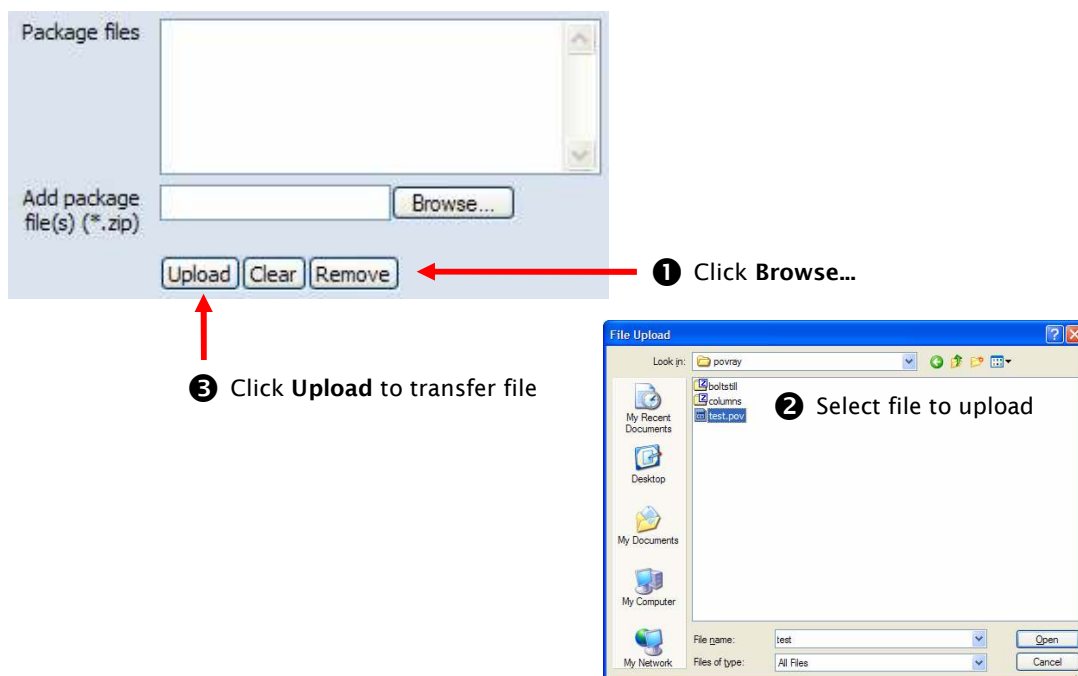 Package files
Add package
file(s) (*.zip)
Browse...
Upload Clear Remove
❶ Click Browse...
❸ Click Upload to transfer file
File Upload
Look in: povray
boltstill
columns
test.pov
❷ Select file to upload
My Recent
Documents
Desktop
My Documents
My Computer
My Network
File name: test Open
Files of type: All Files Cancel